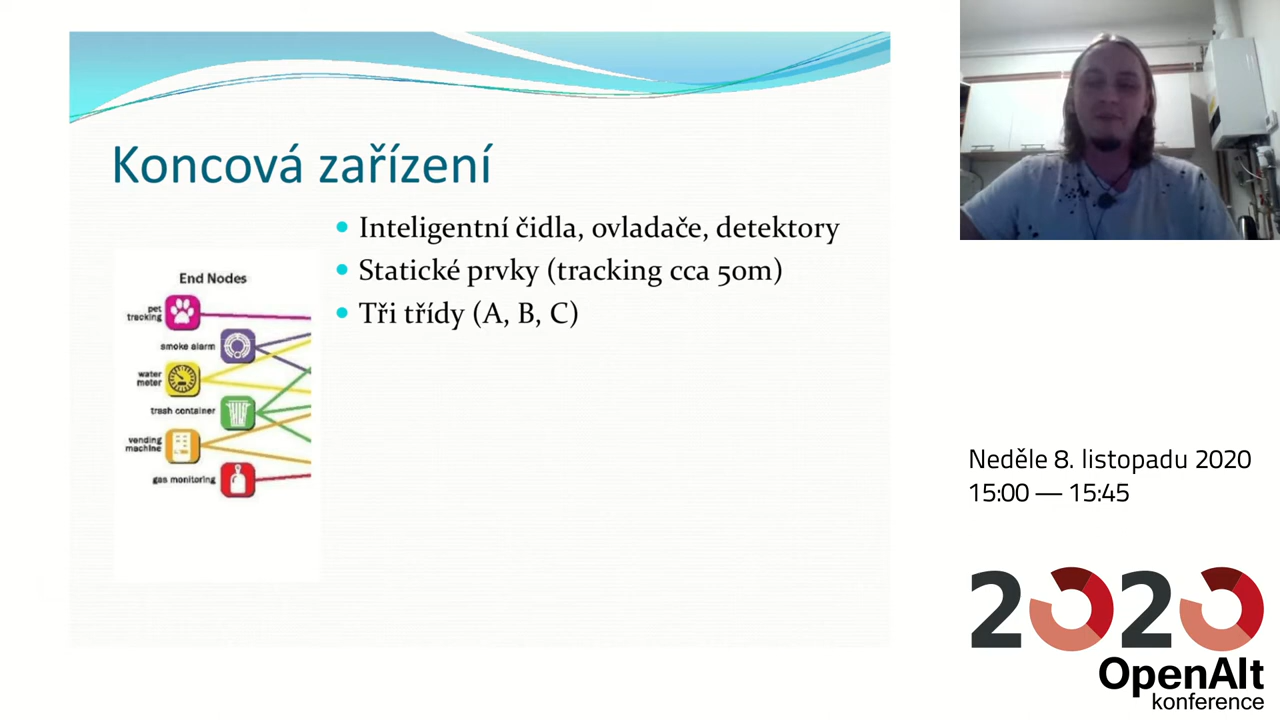 Koncová zařízení
Inteligentní čidla, ovladače, detektory
Statické prvky (tracking cca 50m)
Tři třídy (A, B, C)
End Nodes
pet
tracking
smoke alarm
water
meter
trash container
vending
machine
gas monitoring
Neděle 8. listopadu 2020
15:00 — 15:45
2020
OpenAlt
konference